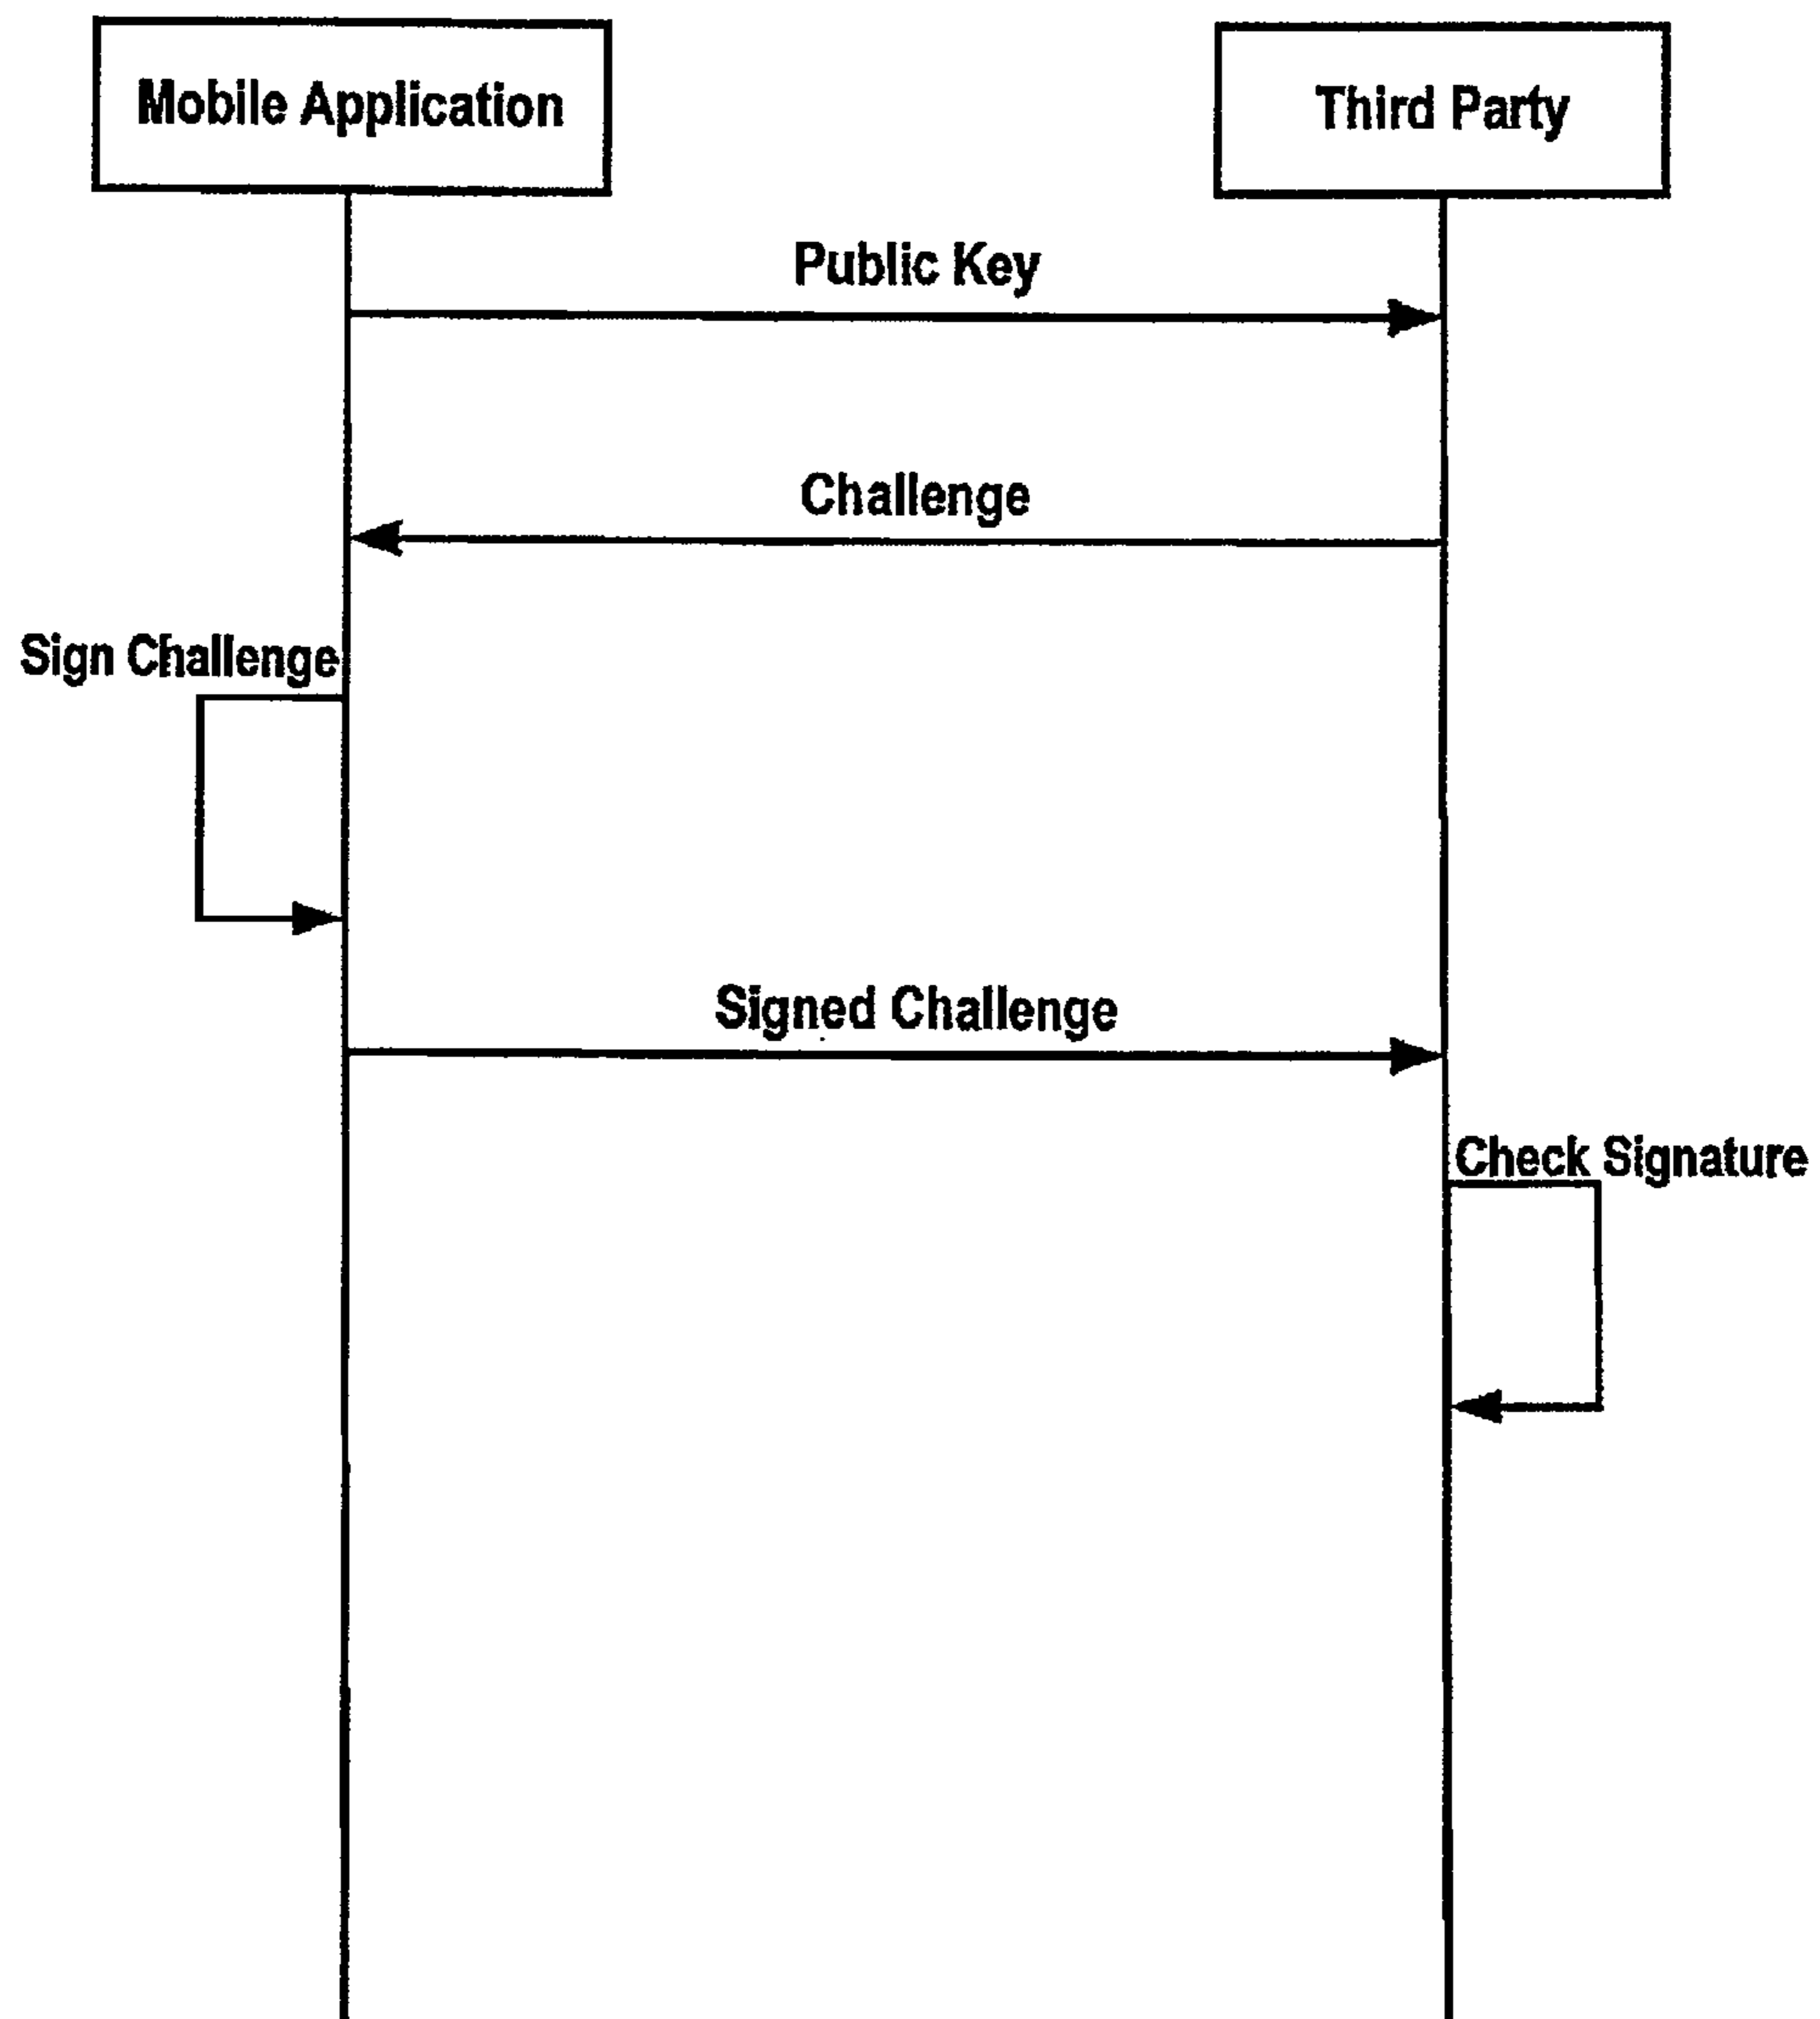 Mobile Application
Third Party
Public Key
Challenge
Sign Challenge
Signed Challenge
Check Signature